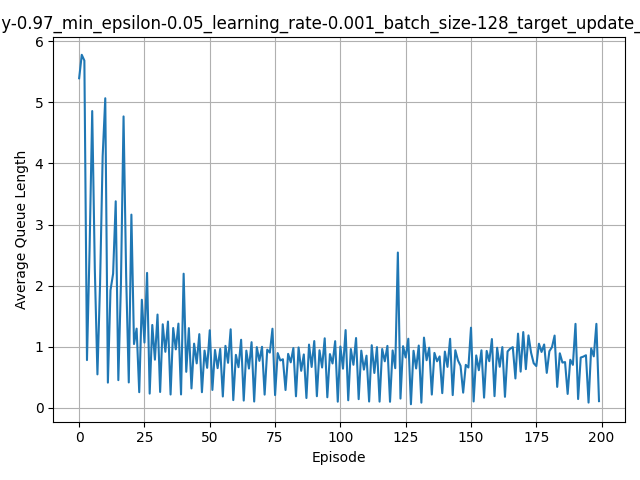 y-0.97_min_epsilon-0.05_learning_rate-0.001_batch_size-128_target_update_
6
5
4
3
2
1
0
Average Queue Length
0 25 50 75 100 125 150 175 200
Episode